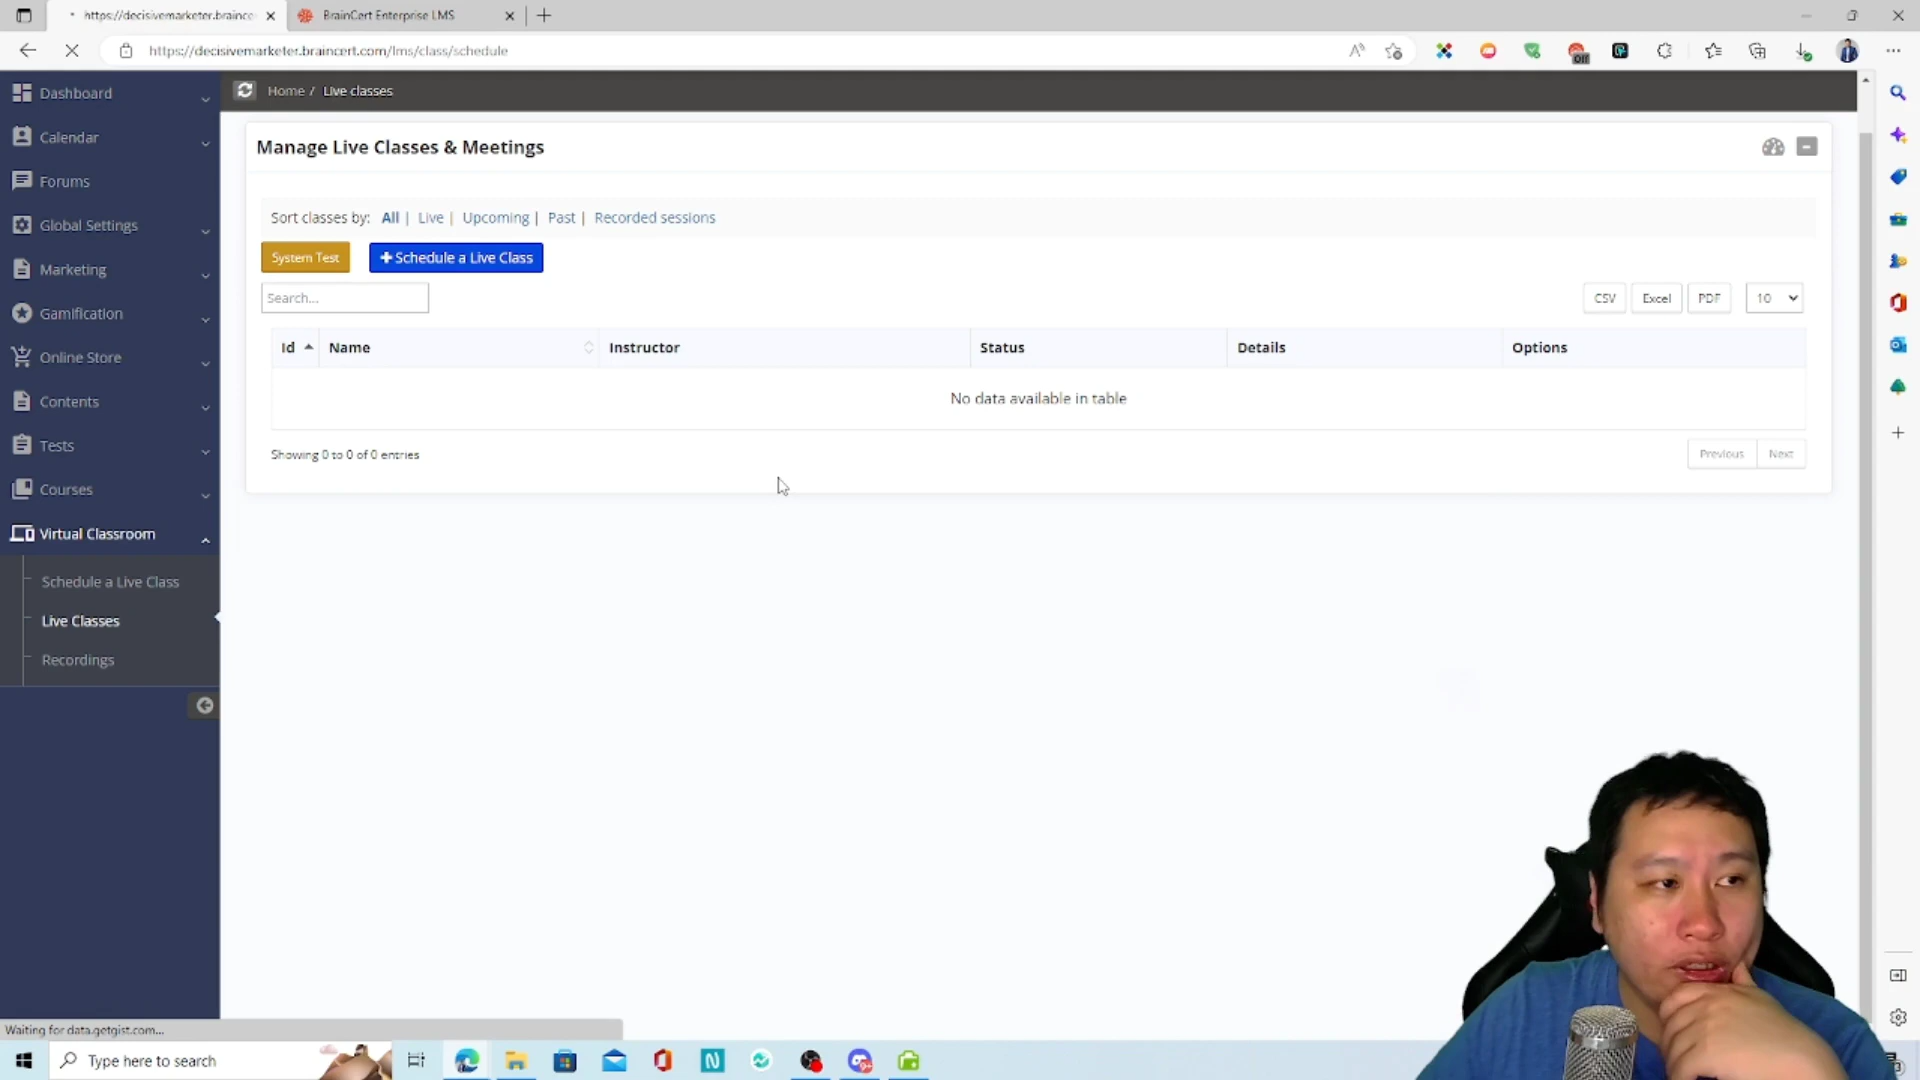 https://decisivemarketer.braince
BrainCert Enterprise LMS
https://decisivemarketer.braincert.com/lms/class/schedule
Dashboard
Calendar
Forums
Global Settings
Marketing
Gamification
Online Store
Contents
Tests
Courses
Virtual Classroom
Schedule a Live Class
Live Classes
Recordings
Home / Live classes
Manage Live Classes & Meetings
Sort classes by: All | Live | Upcoming | Past | Recorded sessions
System Test
Schedule a Live Class
Search...
CSV Excel PDF 10
Id Name Instructor Status Details Options
No data available in table
Showing 0 to 0 of 0 entries
Previous Next
Waiting for data.getgist.com...
Type here to search